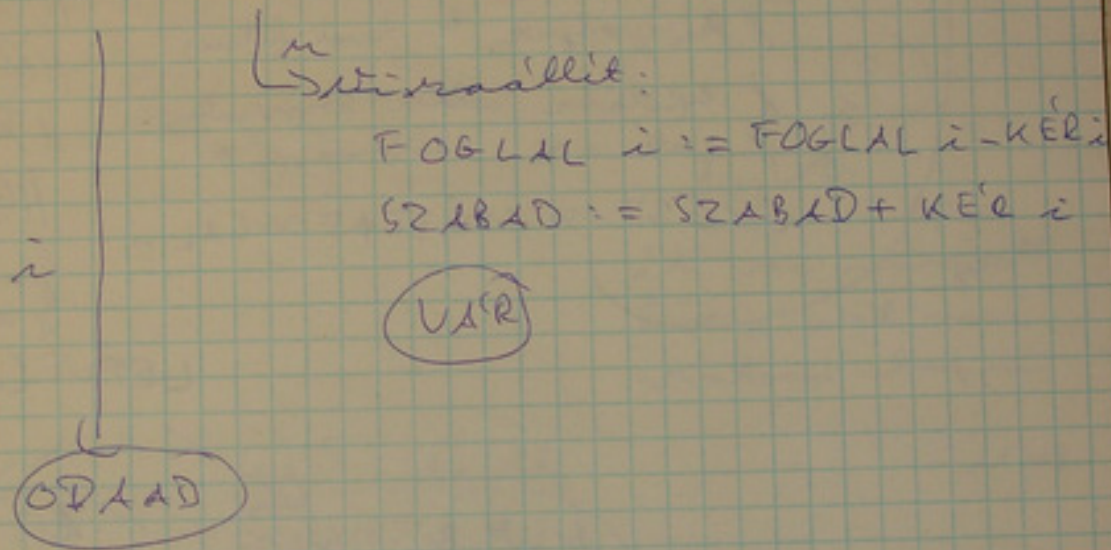 n
visszaállít:
FOGLAL i := FOGLAL i - KÉR i
SZABAD := SZABAD + KÉR i
i
VÁR
ODAAD